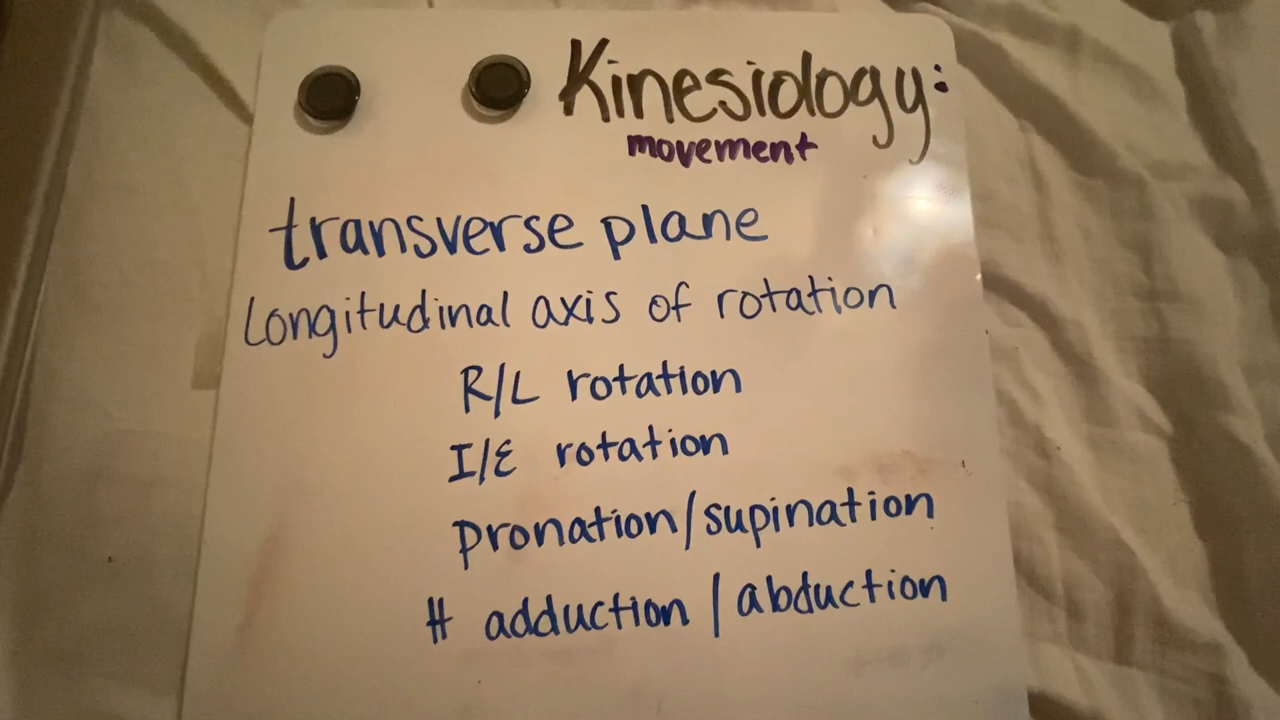 Kinesiology:
movement
transverse plane
Longitudinal axis of rotation
R/L rotation
I/E rotation
pronation/supination
H adduction / abduction